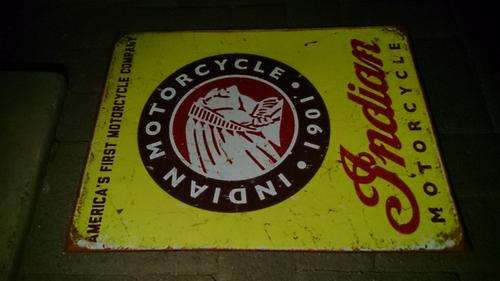 AMERICA'S FIRST MOTORCYCLE COMPANY
INDIAN MOTORCYCLE • 1901 •
Indian
MOTORCYCLE